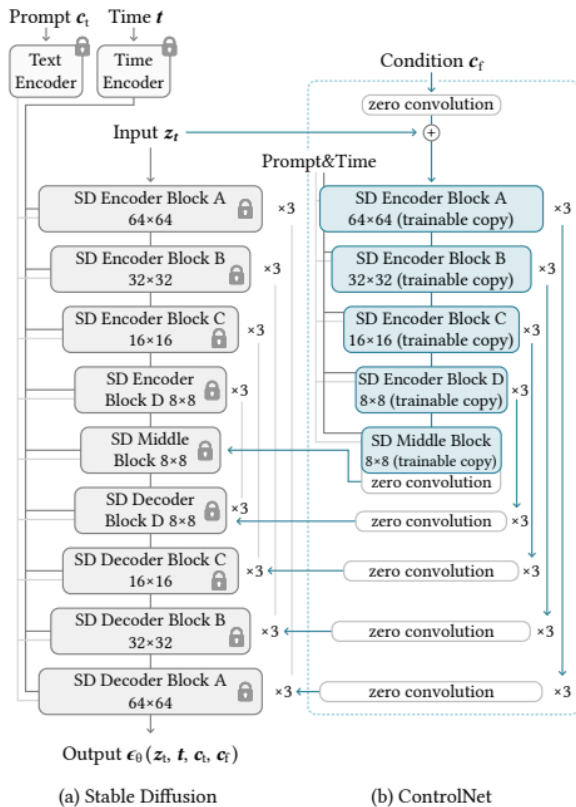 Prompt cₜ
Time t
Text
Encoder
Time
Encoder
Input zₜ
SD Encoder Block A
64×64
×3
SD Encoder Block B
32×32
×3
SD Encoder Block C
16×16
×3
SD Encoder
Block D 8×8
×3
SD Middle
Block 8×8
SD Decoder
Block D 8×8
×3
SD Decoder Block C
16×16
×3
SD Decoder Block B
32×32
×3
SD Decoder Block A
64×64
×3
Output ϵθ(zₜ, t, cₜ, c_f)
(a) Stable Diffusion
Condition c_f
zero convolution
+
Prompt&Time
SD Encoder Block A
64×64 (trainable copy)
×3
SD Encoder Block B
32×32 (trainable copy)
×3
SD Encoder Block C
16×16 (trainable copy)
×3
SD Encoder Block D
8×8 (trainable copy)
×3
SD Middle Block
8×8 (trainable copy)
zero convolution
zero convolution
×3
zero convolution
×3
zero convolution
×3
zero convolution
×3
(b) ControlNet